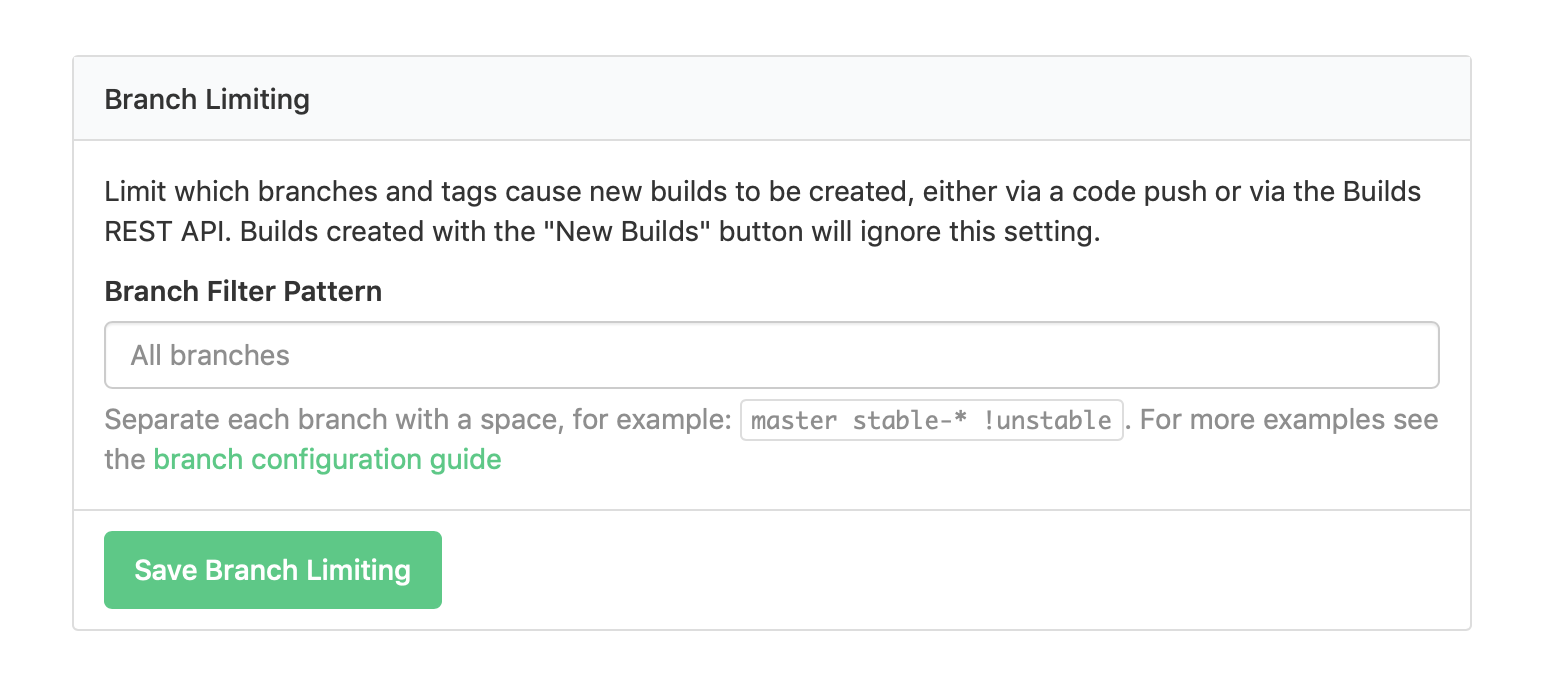 Branch Limiting
Limit which branches and tags cause new builds to be created, either via a code push or via the Builds
REST API. Builds created with the "New Builds" button will ignore this setting.
Branch Filter Pattern
All branches
Separate each branch with a space, for example: master stable-* !unstable. For more examples see
the branch configuration guide
Save Branch Limiting